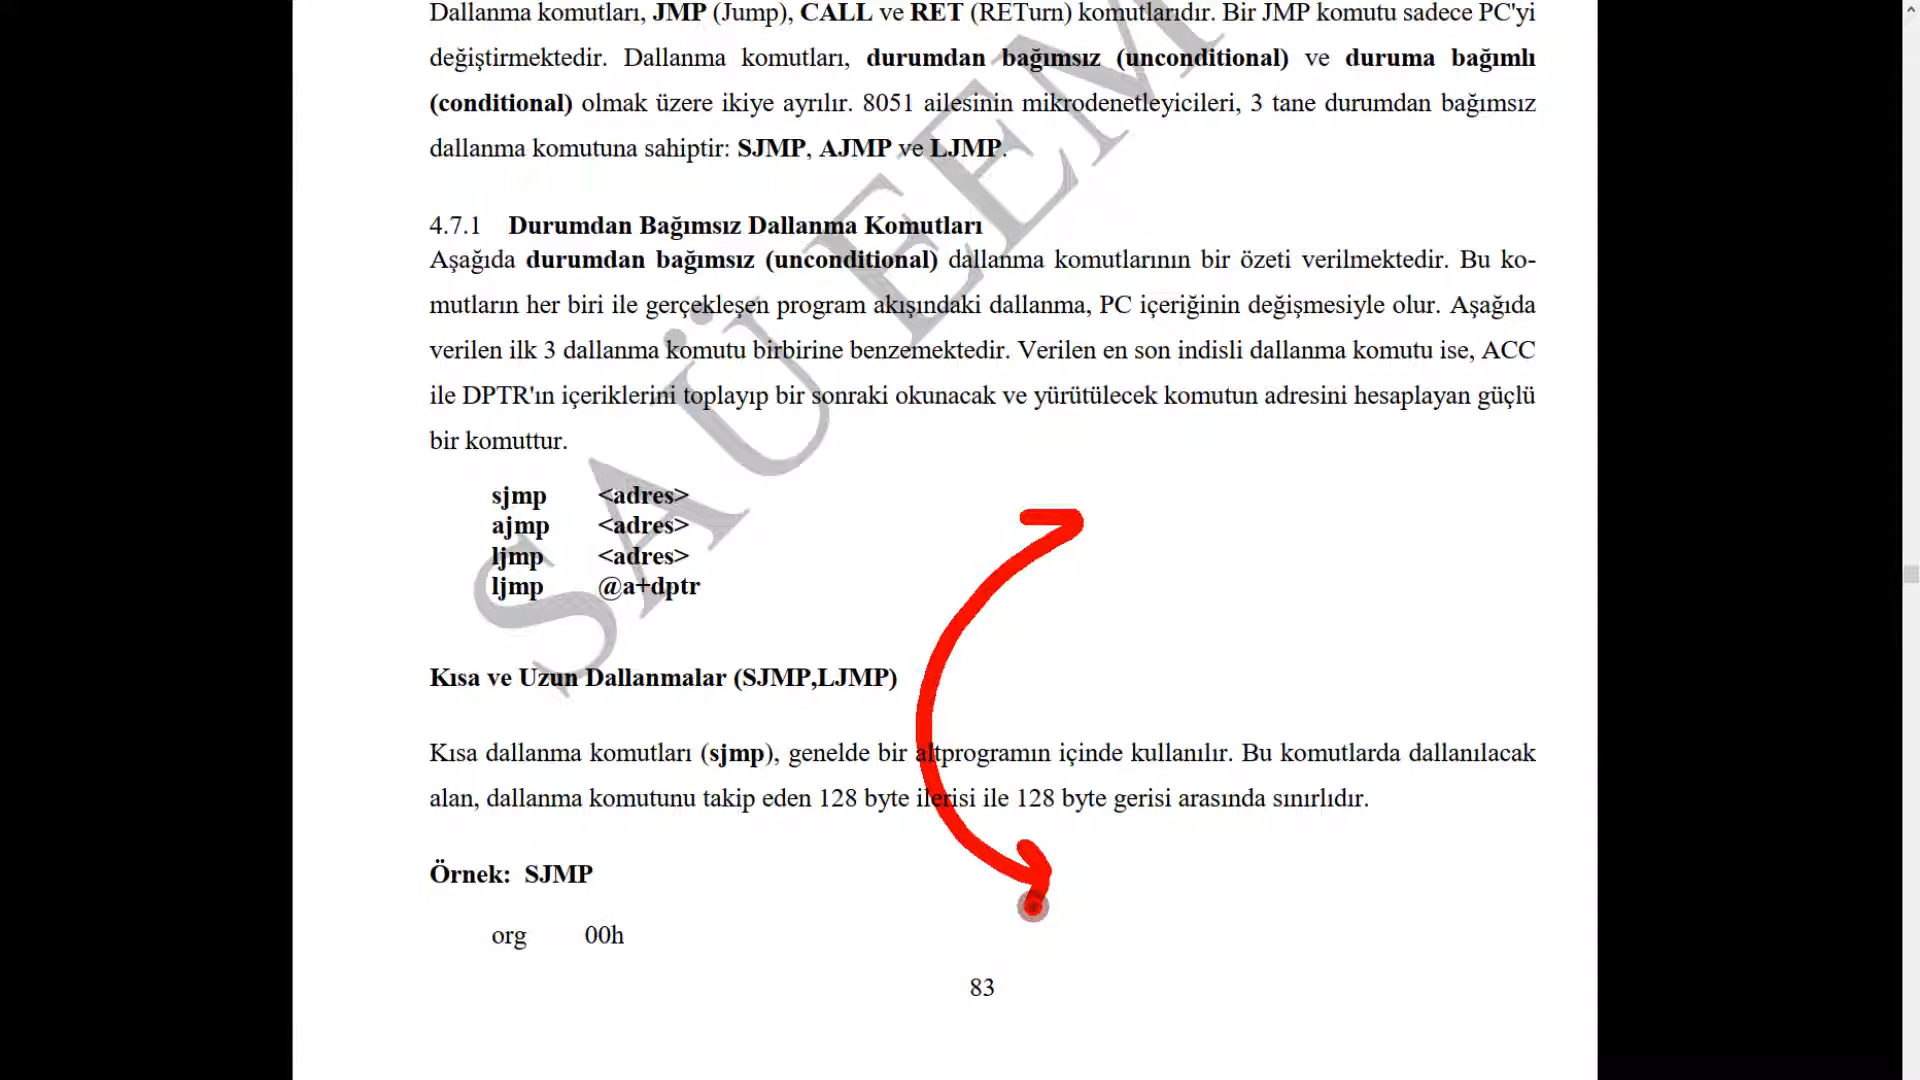 Dallanma komutları, JMP (Jump), CALL ve RET (RETurn) komutlarıdır. Bir JMP komutu sadece PC'yi
değiştirmektedir. Dallanma komutları, durumdan bağımsız (unconditional) ve duruma bağımlı
(conditional) olmak üzere ikiye ayrılır. 8051 ailesinin mikrodenetleyicileri, 3 tane durumdan bağımsız
dallanma komutuna sahiptir: SJMP, AJMP ve LJMP.
4.7.1 Durumdan Bağımsız Dallanma Komutları
Aşağıda durumdan bağımsız (unconditional) dallanma komutlarının bir özeti verilmektedir. Bu ko-
mutların her biri ile gerçekleşen program akışındaki dallanma, PC içeriğinin değişmesiyle olur. Aşağıda
verilen ilk 3 dallanma komutu birbirine benzemektedir. Verilen en son indisli dallanma komutu ise, ACC
ile DPTR'ın içeriklerini toplayıp bir sonraki okunacak ve yürütülecek komutun adresini hesaplayan güçlü
bir komuttur.
sjmp <adres>
ajmp <adres>
ljmp <adres>
ljmp @a+dptr
Kısa ve Uzun Dallanmalar (SJMP,LJMP)
Kısa dallanma komutları (sjmp), genelde bir altprogramın içinde kullanılır. Bu komutlarda dallanılacak
alan, dallanma komutunu takip eden 128 byte ilerisi ile 128 byte gerisi arasında sınırlıdır.
Örnek: SJMP
org 00h
83
SAÜ EEM